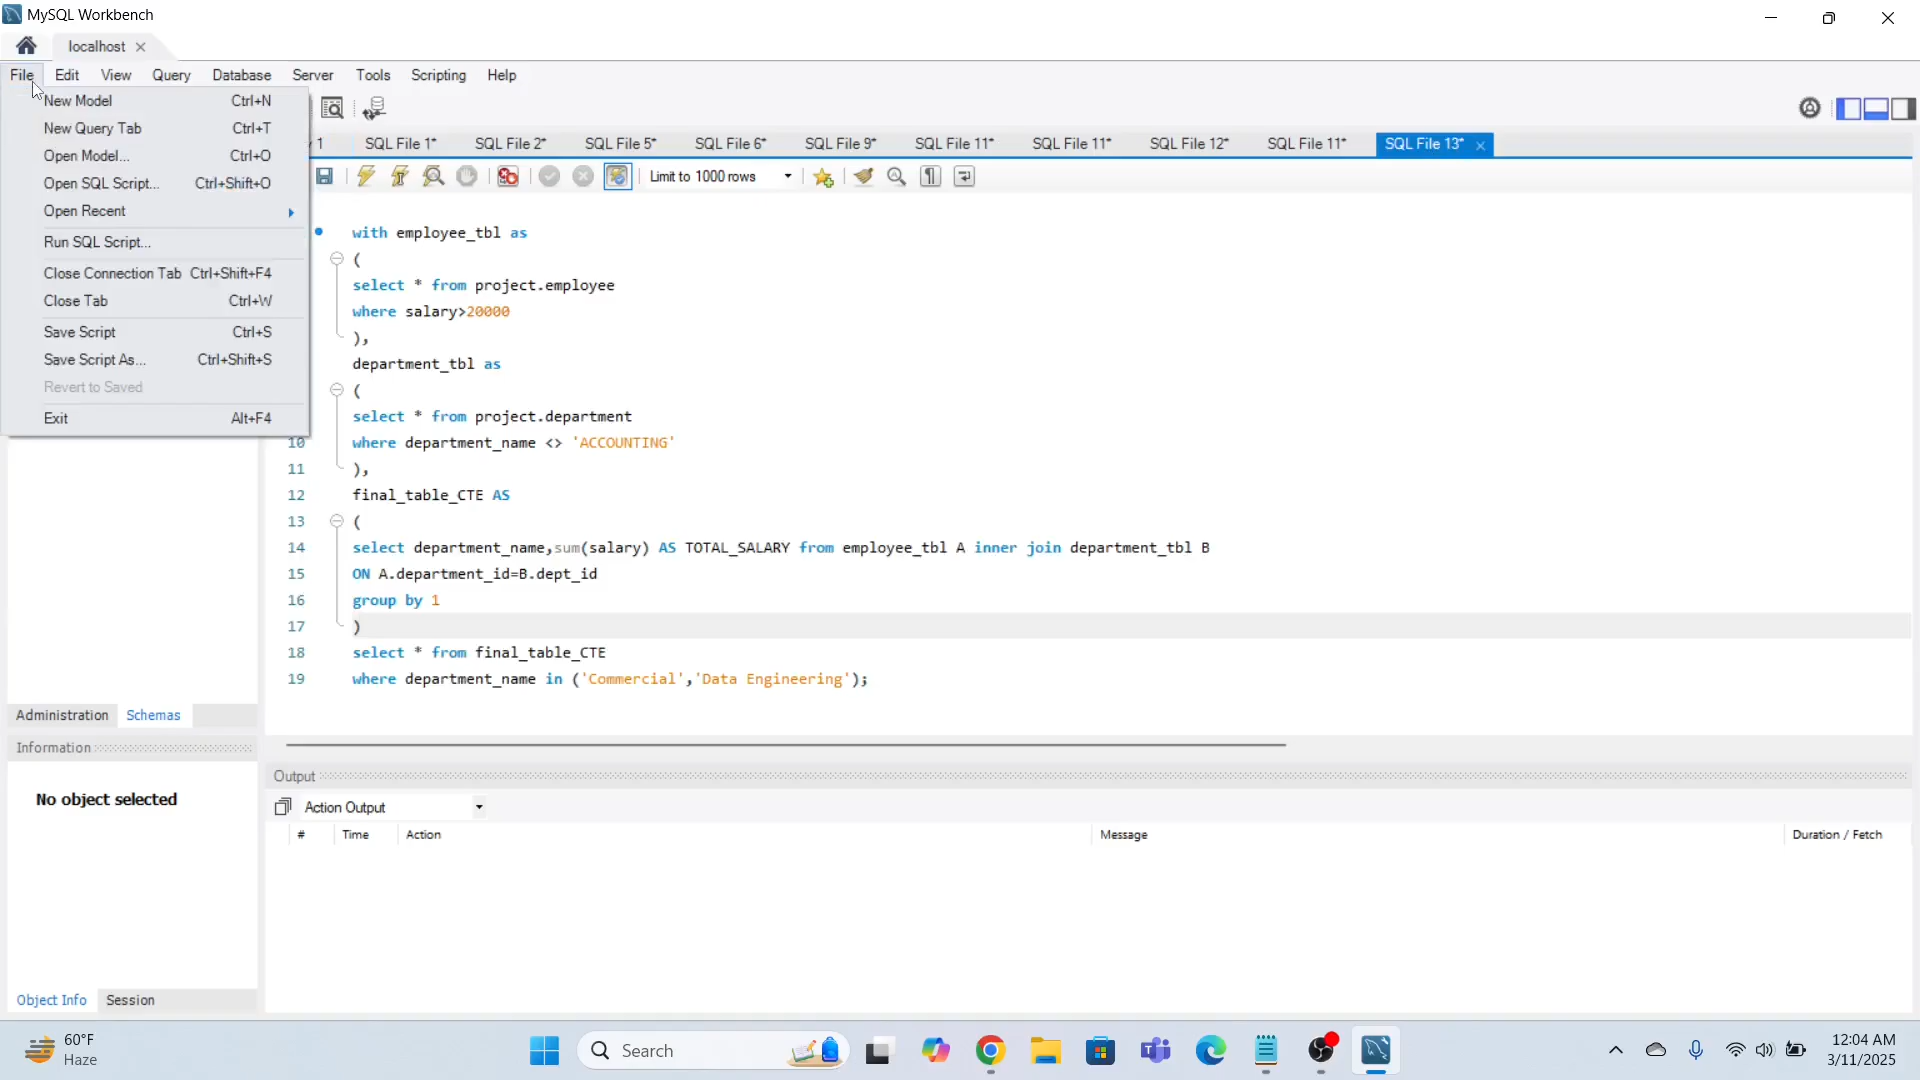 MySQL Workbench
localhost
File Edit View Query Database Server Tools Scripting Help
New Model Ctrl+N
New Query Tab Ctrl+T
Open Model... Ctrl+O
Open SQL Script... Ctrl+Shift+O
Open Recent
Run SQL Script...
Close Connection Tab Ctrl+Shift+F4
Close Tab Ctrl+W
Save Script Ctrl+S
Save Script As... Ctrl+Shift+S
Revert to Saved
Exit Alt+F4
1 SQL File 1* SQL File 2* SQL File 5* SQL File 6* SQL File 9* SQL File 11* SQL File 11* SQL File 12* SQL File 11* SQL File 13*
Limit to 1000 rows
with employee_tbl as
(
select * from project.employee
where salary>20000
),
department_tbl as
(
select * from project.department
10 where department_name <> 'ACCOUNTING'
11 ),
12 final_table_CTE AS
13 (
14 select department_name,sum(salary) AS TOTAL_SALARY from employee_tbl A inner join department_tbl B
15 ON A.department_id=B.dept_id
16 group by 1
17 )
18 select * from final_table_CTE
19 where department_name in ('Commercial','Data Engineering');
Administration Schemas
Information
No object selected
Object Info Session
Output
Action Output
# Time Action Message Duration / Fetch
60°F
Haze
Search
12:04 AM
3/11/2025